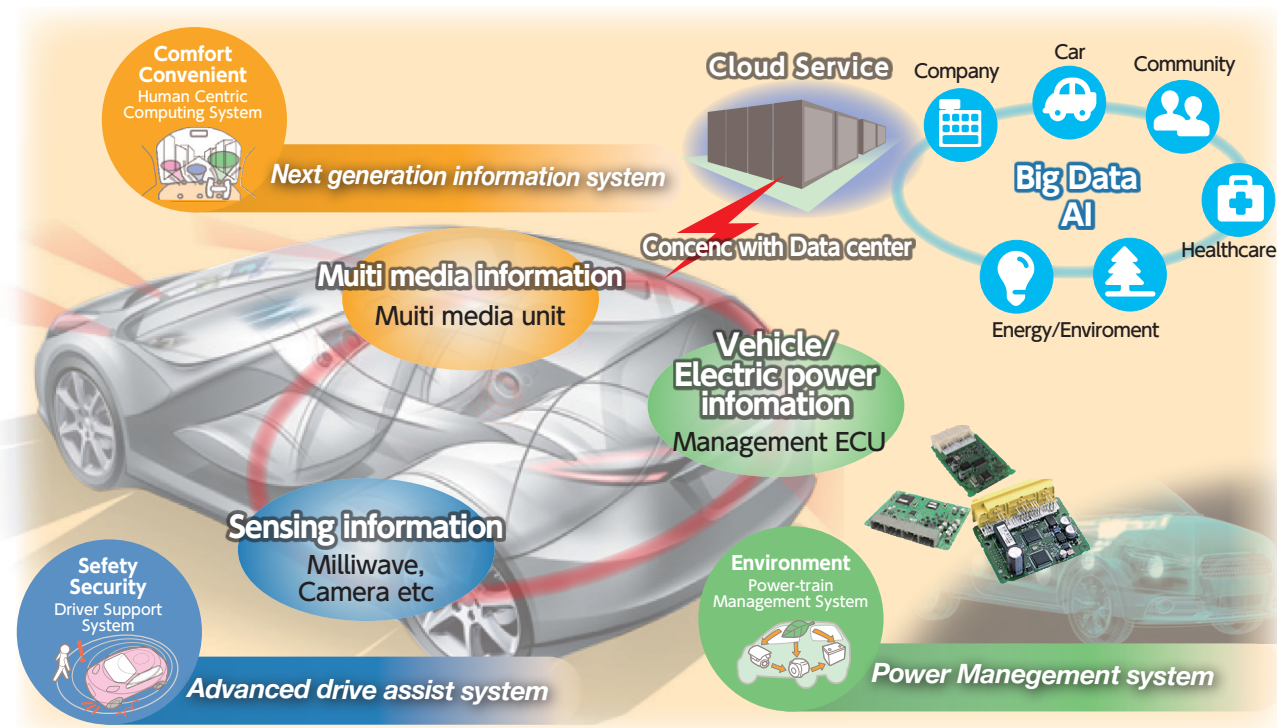 Comfort
Convenient
Human Centric
Computing System
Next generation information system
Cloud Service
Concenc with Data center
Company
Car
Community
Big Data
AI
Healthcare
Energy/Enviroment
Muiti media information
Muiti media unit
Vehicle/
Electric power
infomation
Management ECU
Sensing information
Milliwave,
Camera etc
Safety
Security
Driver Support
System
Advanced drive assist system
Environment
Power-train
Management System
Power Manegement system